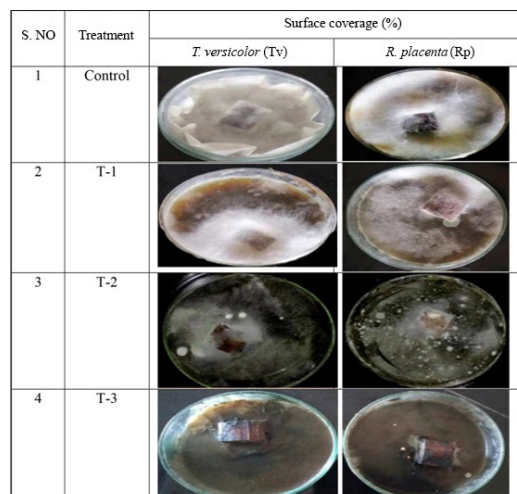 S. NO Treatment Surface coverage (%)
T. versicolor (Tv) R. placenta (Rp)
1 Control
2 T-1
3 T-2
4 T-3